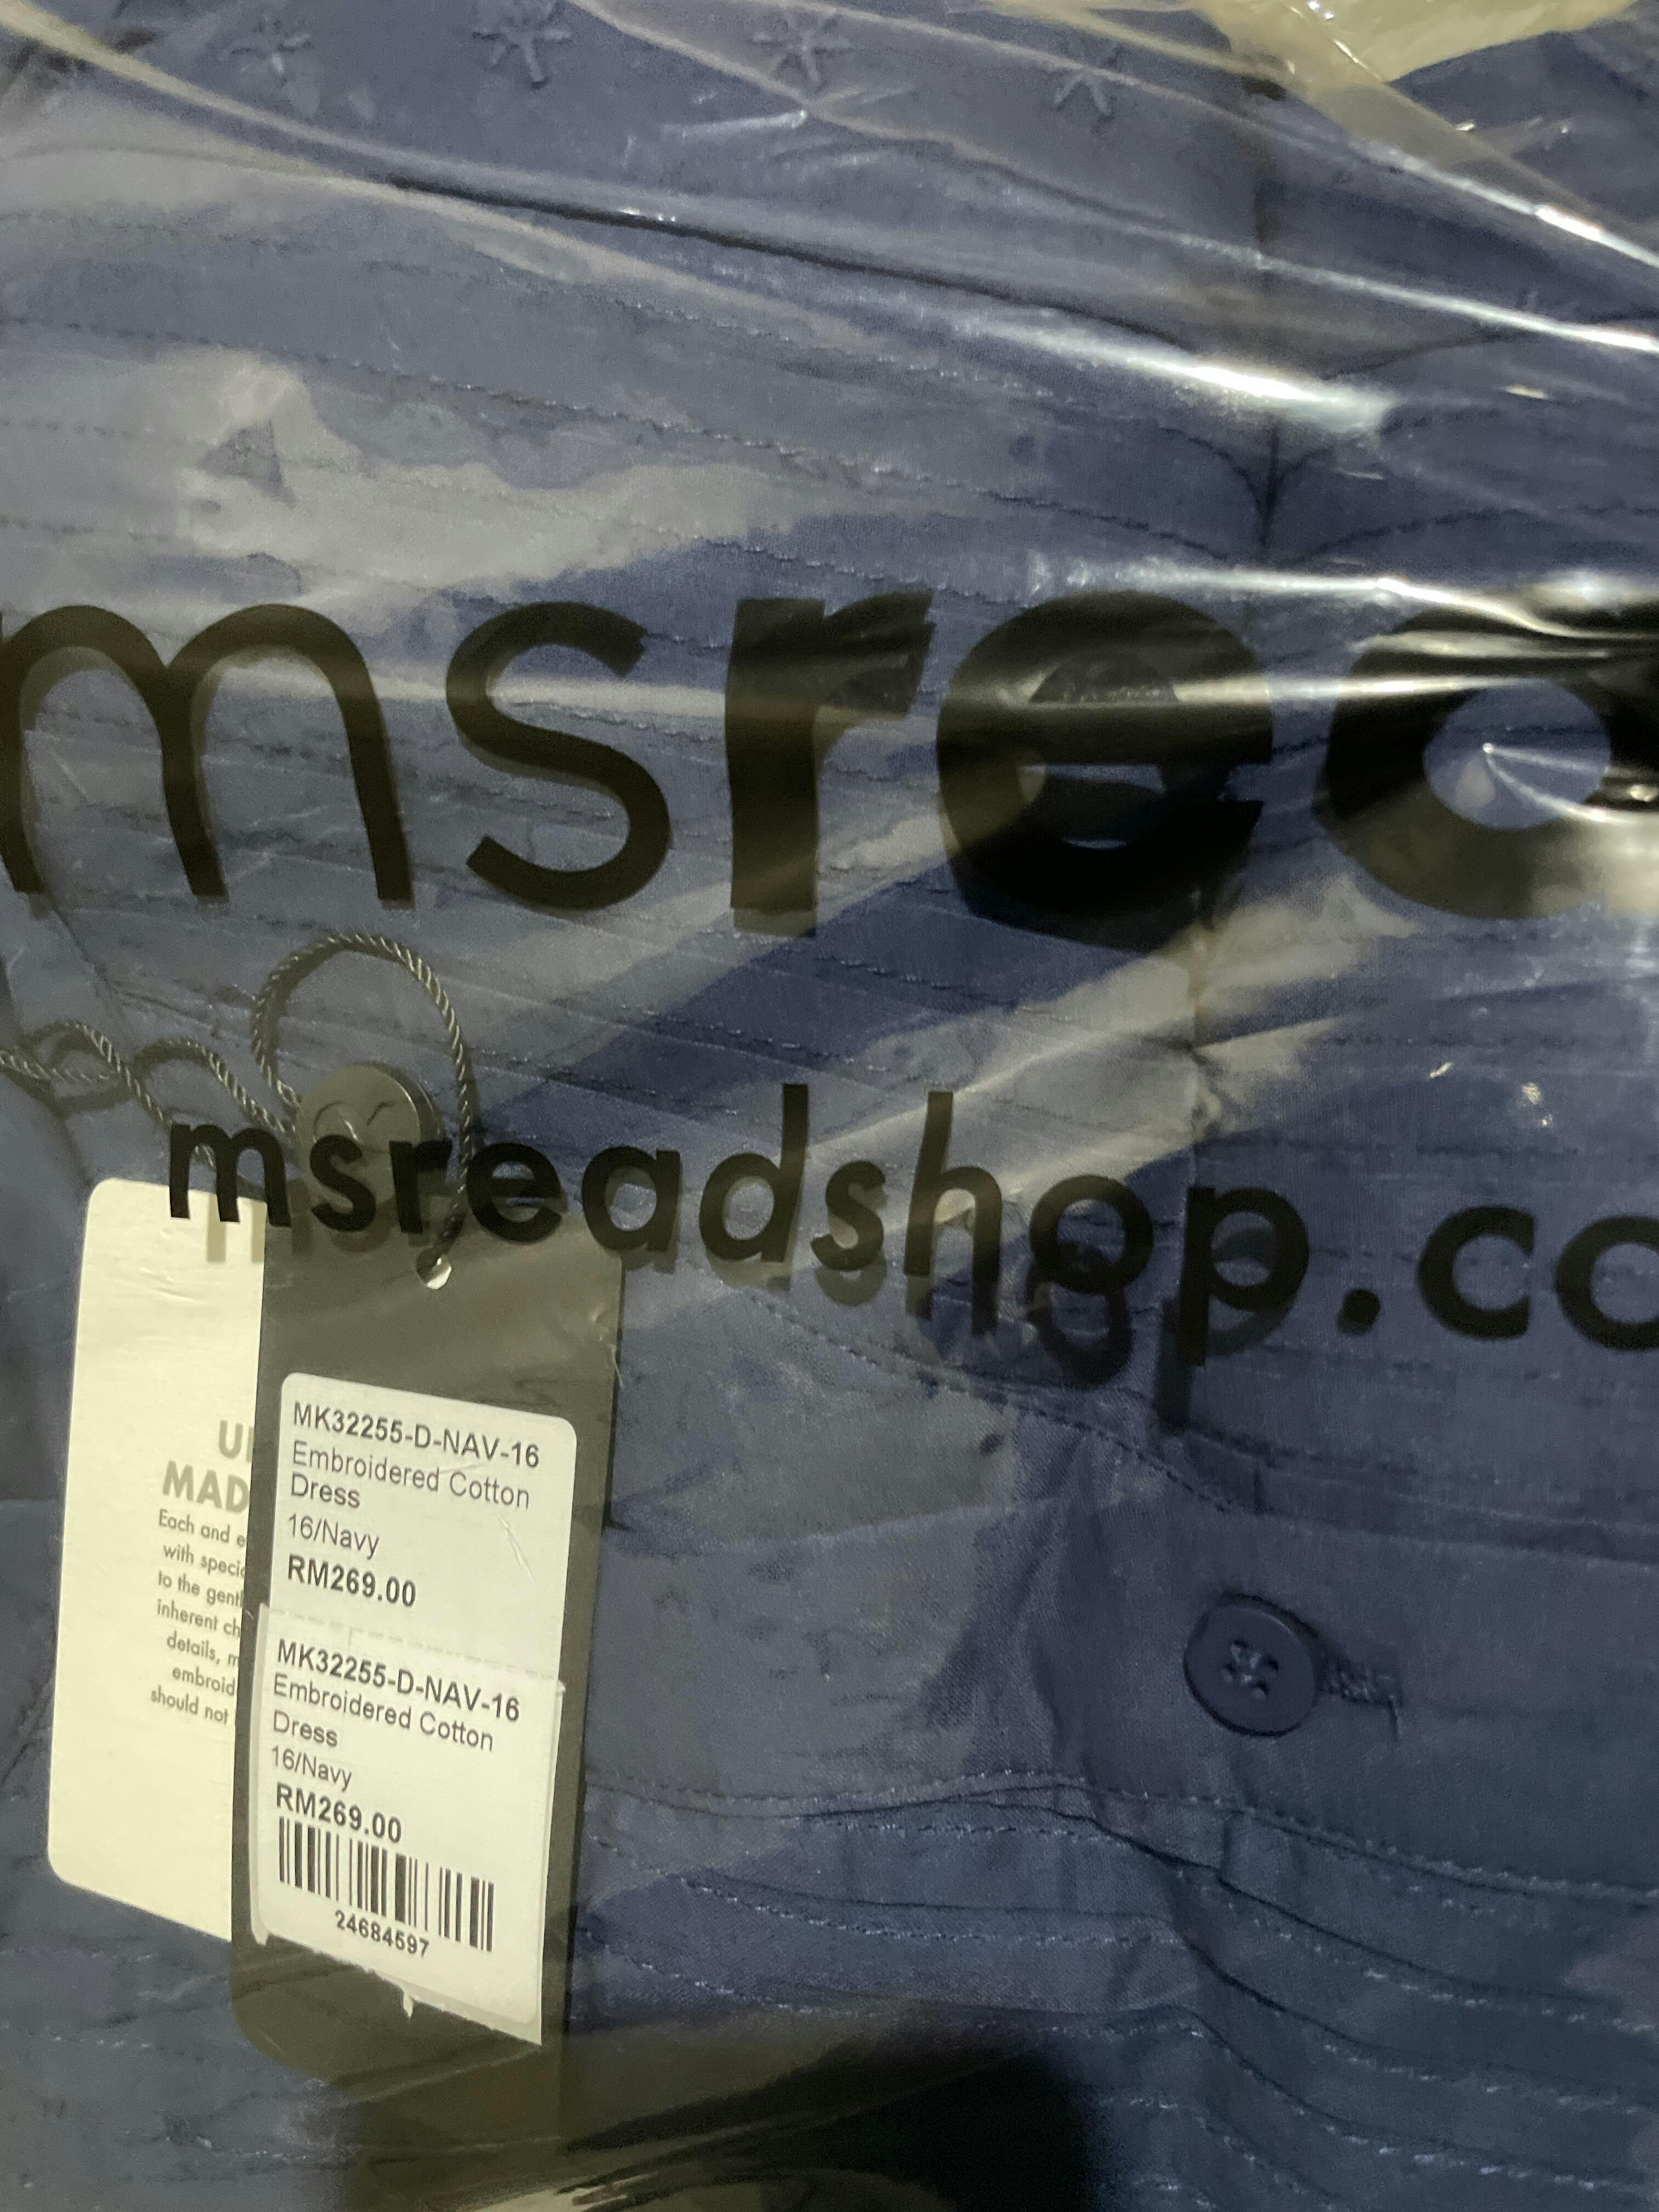 msrea
msreadshop.co
MAD
Each and e
with specia
to the gentl
inherent ch
details, m
embroid
should not
MK32255-D-NAV-16
Embroidered Cotton
Dress
16/Navy
RM269.00
MK32255-D-NAV-16
Embroidered Cotton
Dress
16/Navy
RM269.00
24684597